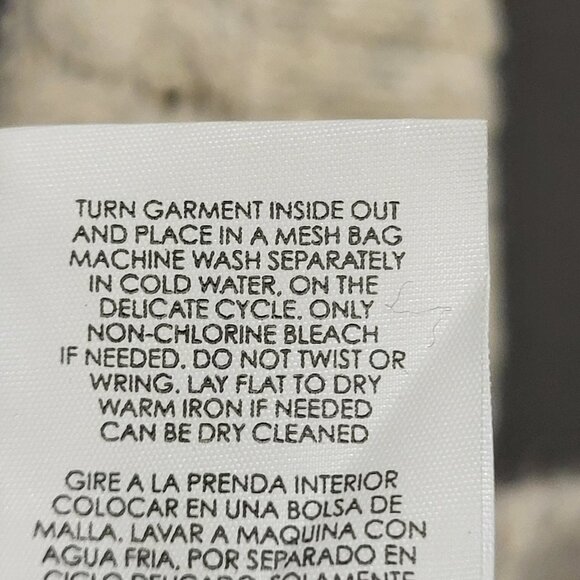 TURN GARMENT INSIDE OUT
AND PLACE IN A MESH BAG
MACHINE WASH SEPARATELY
IN COLD WATER, ON THE
DELICATE CYCLE. ONLY
NON-CHLORINE BLEACH
IF NEEDED. DO NOT TWIST OR
WRING. LAY FLAT TO DRY
WARM IRON IF NEEDED
CAN BE DRY CLEANED
GIRE A LA PRENDA INTERIOR
COLOCAR EN UNA BOLSA DE
MALLA. LAVAR A MAQUINA CON
AGUA FRIA, POR SEPARADO EN
CICLO DELICADO. SOLAMENTE